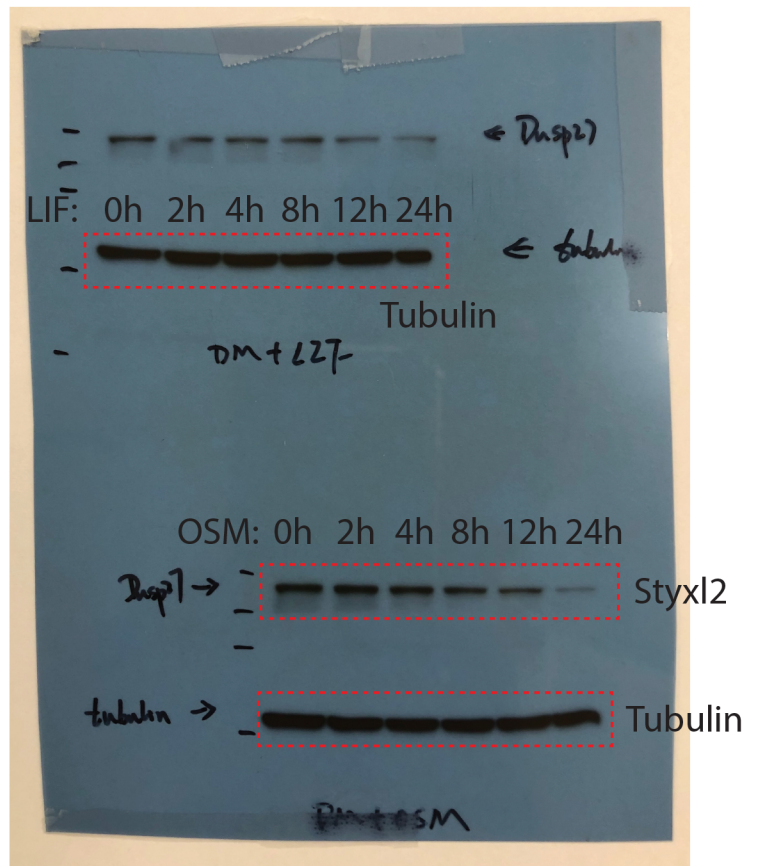 ← Dusp27
LIF: 0h 2h 4h 8h 12h 24h
← tubulin
Tubulin
DM + LIF
OSM: 0h 2h 4h 8h 12h 24h
Dusp27 → Styxl2
tubulin → Tubulin
DM + OSM